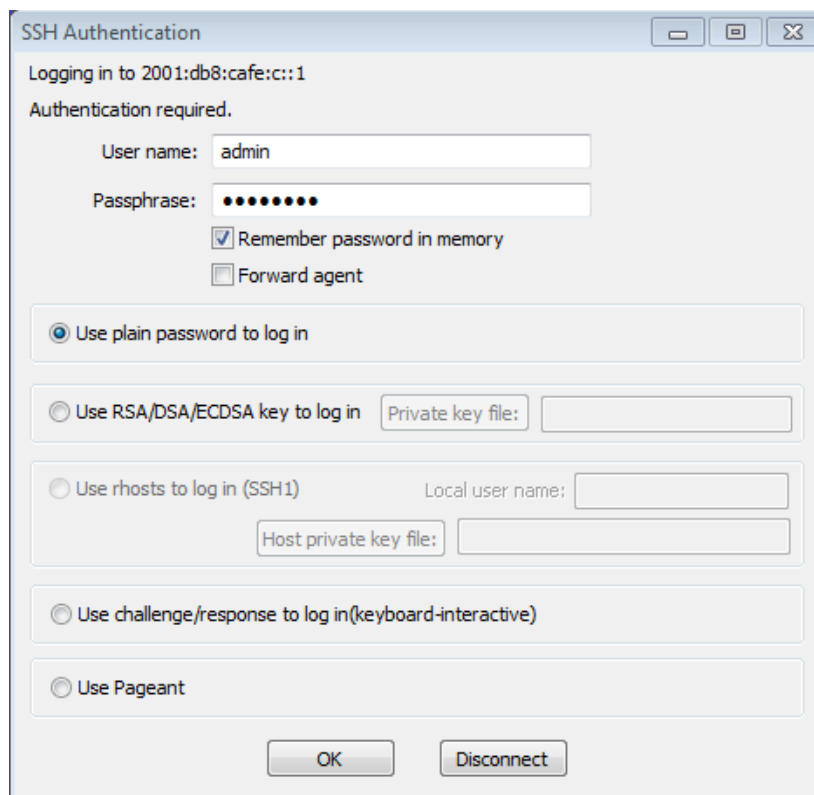 SSH Authentication
Logging in to 2001:db8:cafe:c::1
Authentication required.
User name: admin
Passphrase: ●●●●●●●●
Remember password in memory
Forward agent
Use plain password to log in
Use RSA/DSA/ECDSA key to log in Private key file:
Use rhosts to log in (SSH1) Local user name:
Host private key file:
Use challenge/response to log in(keyboard-interactive)
Use Pageant
OK Disconnect